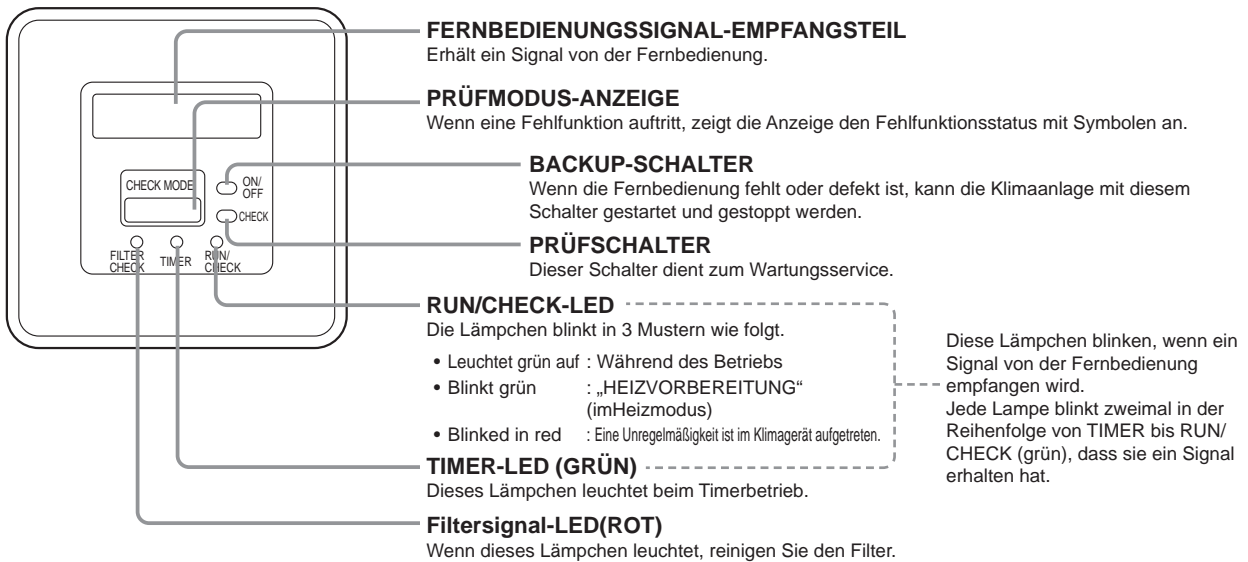 FERNBEDIENUNGSSIGNAL-EMPFANGSTEIL
Erhält ein Signal von der Fernbedienung.
PRÜFMODUS-ANZEIGE
Wenn eine Fehlfunktion auftritt, zeigt die Anzeige den Fehlfunktionsstatus mit Symbolen an.
BACKUP-SCHALTER
Wenn die Fernbedienung fehlt oder defekt ist, kann die Klimaanlage mit diesem
Schalter gestartet und gestoppt werden.
PRÜFSCHALTER
Dieser Schalter dient zum Wartungsservice.
RUN/CHECK-LED
Die Lämpchen blinkt in 3 Mustern wie folgt.
• Leuchtet grün auf : Während des Betriebs
• Blinkt grün : „HEIZVORBEREITUNG“
(imHeizmodus)
• Blinked in red : Eine Unregelmäßigkeit ist im Klimagerät aufgetreten.
TIMER-LED (GRÜN)
Dieses Lämpchen leuchtet beim Timerbetrieb.
Filtersignal-LED(ROT)
Wenn dieses Lämpchen leuchtet, reinigen Sie den Filter.
Diese Lämpchen blinken, wenn ein
Signal von der Fernbedienung
empfangen wird.
Jede Lampe blinkt zweimal in der
Reihenfolge von TIMER bis RUN/
CHECK (grün), dass sie ein Signal
erhalten hat.
CHECK MODE
ON/
OFF
CHECK
FILTER
CHECK
TIMER
RUN/
CHECK